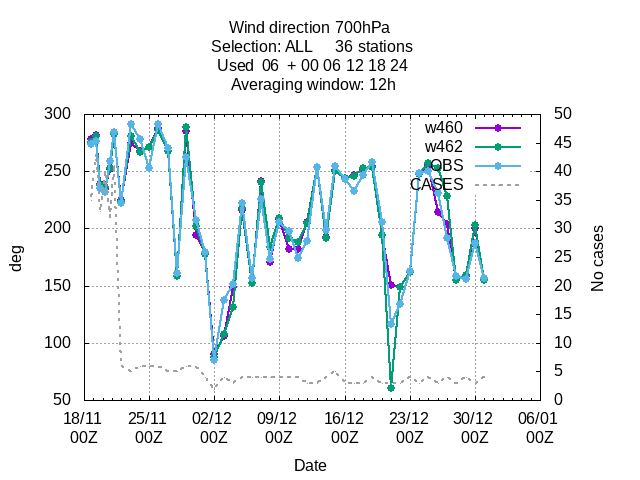 Wind direction 700hPa
Selection: ALL 36 stations
Used 06 + 00 06 12 18 24
Averaging window: 12h
300
250
200
150
100
50
deg
50
45
40
35
30
25
20
15
10
5
0
No cases
w460
w462
OBS
CASES
18/11 25/11 02/12 09/12 16/12 23/12 30/12 06/01
00Z 00Z 00Z 00Z 00Z 00Z 00Z 00Z
Date